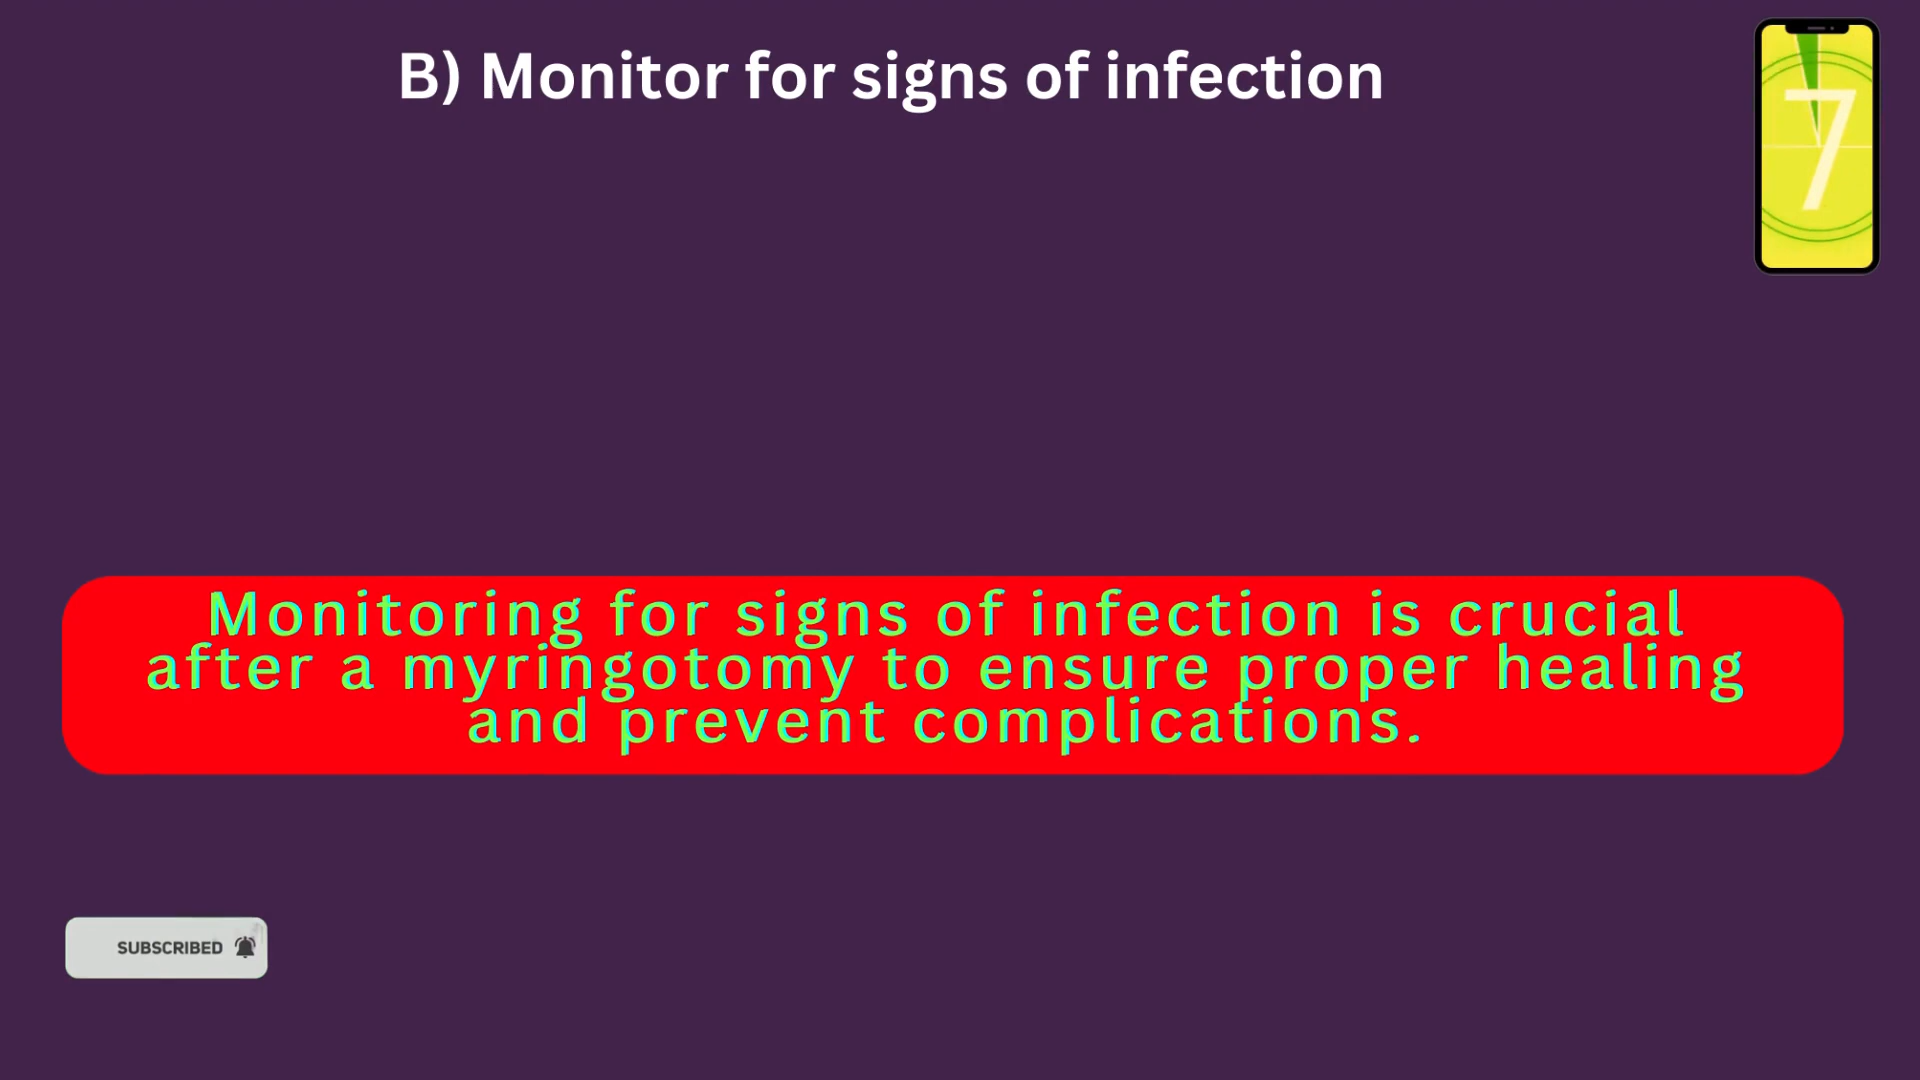 B) Monitor for signs of infection
7
Monitoring for signs of infection is crucial
after a myringotomy to ensure proper healing
and prevent complications.
SUBSCRIBED